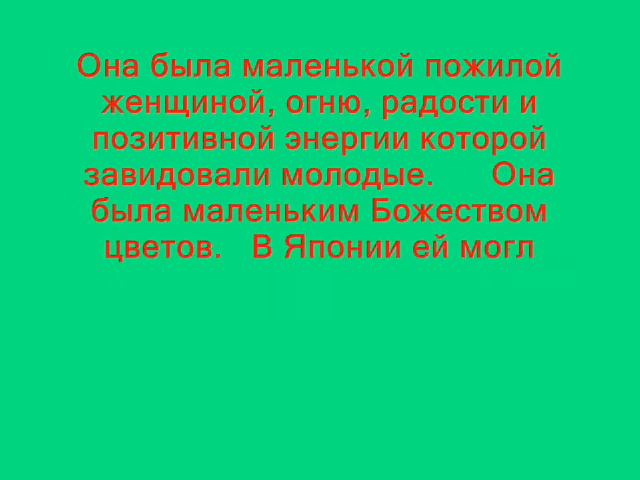 Она была маленькой пожилой
женщиной, огню, радости и
позитивной энергии которой
завидовали молодые. Она
была маленьким Божеством
цветов. В Японии ей могл